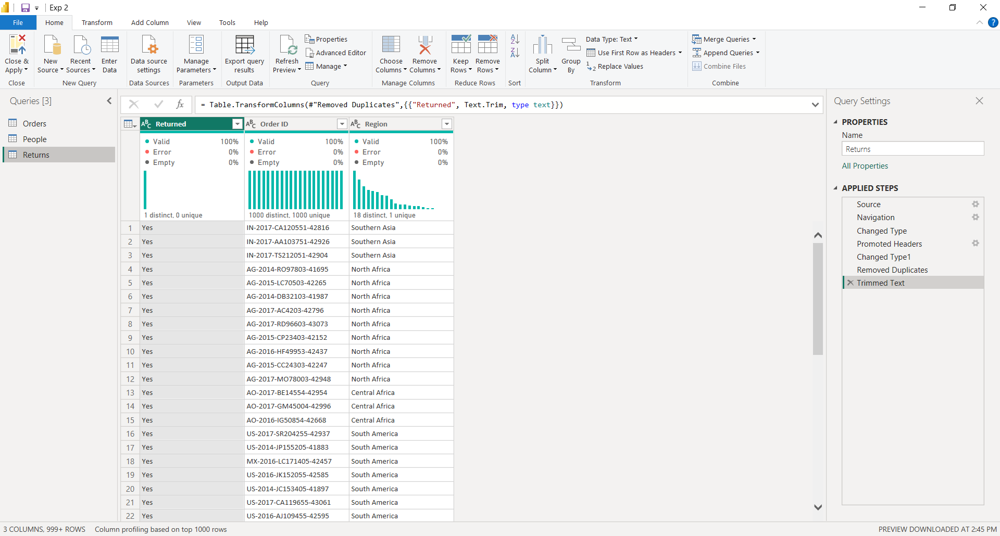 Exp 2
File Home Transform Add Column View Tools Help
Close & Apply
New Source
Recent Sources
Enter Data
Data source settings
Manage Parameters
Export query results
Refresh Preview
Properties
Advanced Editor
Manage
Choose Columns
Remove Columns
Keep Rows
Remove Rows
Split Column
Group By
Data Type: Text
Use First Row as Headers
Replace Values
Merge Queries
Append Queries
Combine Files
Close New Query Data Sources Parameters Output Data Query Manage Columns Reduce Rows Sort Transform Combine
Queries [3]
Orders
People
Returns
fx = Table.TransformColumns(#"Removed Duplicates",{{"Returned", Text.Trim, type text}})
ABC Returned ABC Order ID ABC Region
Valid 100% Valid 100% Valid 100%
Error 0% Error 0% Error 0%
Empty 0% Empty 0% Empty 0%
1 distinct, 0 unique 1000 distinct, 1000 unique 18 distinct, 1 unique
1 Yes IN-2017-CA120551-42816 Southern Asia
2 Yes IN-2017-AA103751-42926 Southern Asia
3 Yes IN-2017-TS212051-42904 Southern Asia
4 Yes AG-2014-RO97803-41695 North Africa
5 Yes AG-2015-LC70503-42265 North Africa
6 Yes AG-2014-DB32103-41987 North Africa
7 Yes AG-2017-AC4203-42796 North Africa
8 Yes AG-2017-RD96603-43073 North Africa
9 Yes AG-2015-CP23403-42152 North Africa
10 Yes AG-2016-HF49953-42437 North Africa
11 Yes AG-2015-CC24303-42247 North Africa
12 Yes AG-2017-MO78003-42948 North Africa
13 Yes AO-2017-BE14554-42954 Central Africa
14 Yes AO-2017-GM45004-42996 Central Africa
15 Yes AO-2016-IG50854-42668 Central Africa
16 Yes US-2017-SR204255-42937 South America
17 Yes US-2014-JP155205-41883 South America
18 Yes MX-2016-LC171405-42457 South America
19 Yes US-2016-JK152055-42585 South America
20 Yes US-2014-JC153405-41897 South America
21 Yes US-2017-CA119655-43061 South America
22 Yes US-2016-AJ109455-42595 South America
Query Settings
PROPERTIES
Name
Returns
All Properties
APPLIED STEPS
Source
Navigation
Changed Type
Promoted Headers
Changed Type1
Removed Duplicates
Trimmed Text
3 COLUMNS, 999+ ROWS Column profiling based on top 1000 rows PREVIEW DOWNLOADED AT 2:45 PM